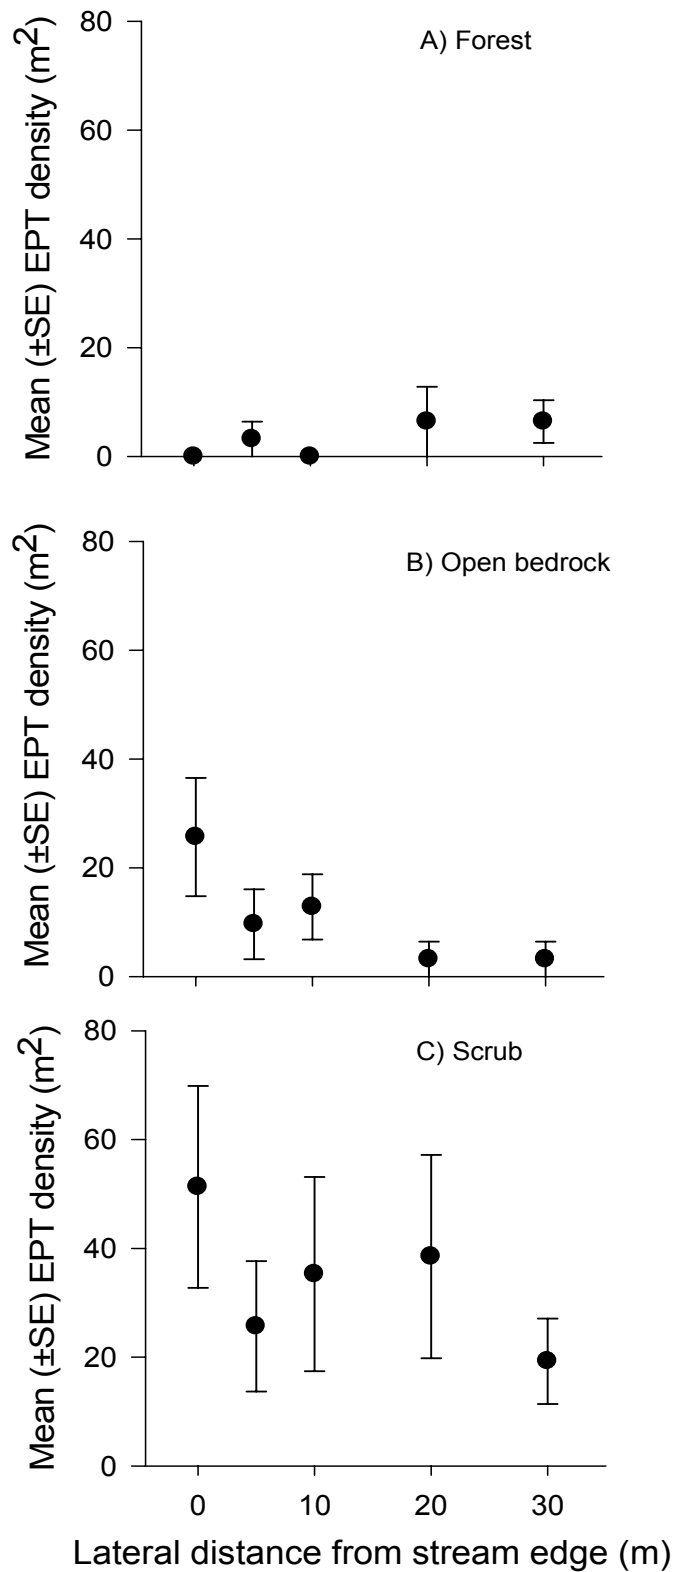 A) Forest
Mean (±SE) EPT density (m²)
80
60
40
20
0
B) Open bedrock
Mean (±SE) EPT density (m²)
80
60
40
20
0
C) Scrub
Mean (±SE) EPT density (m²)
80
60
40
20
0
0 10 20 30
Lateral distance from stream edge (m)